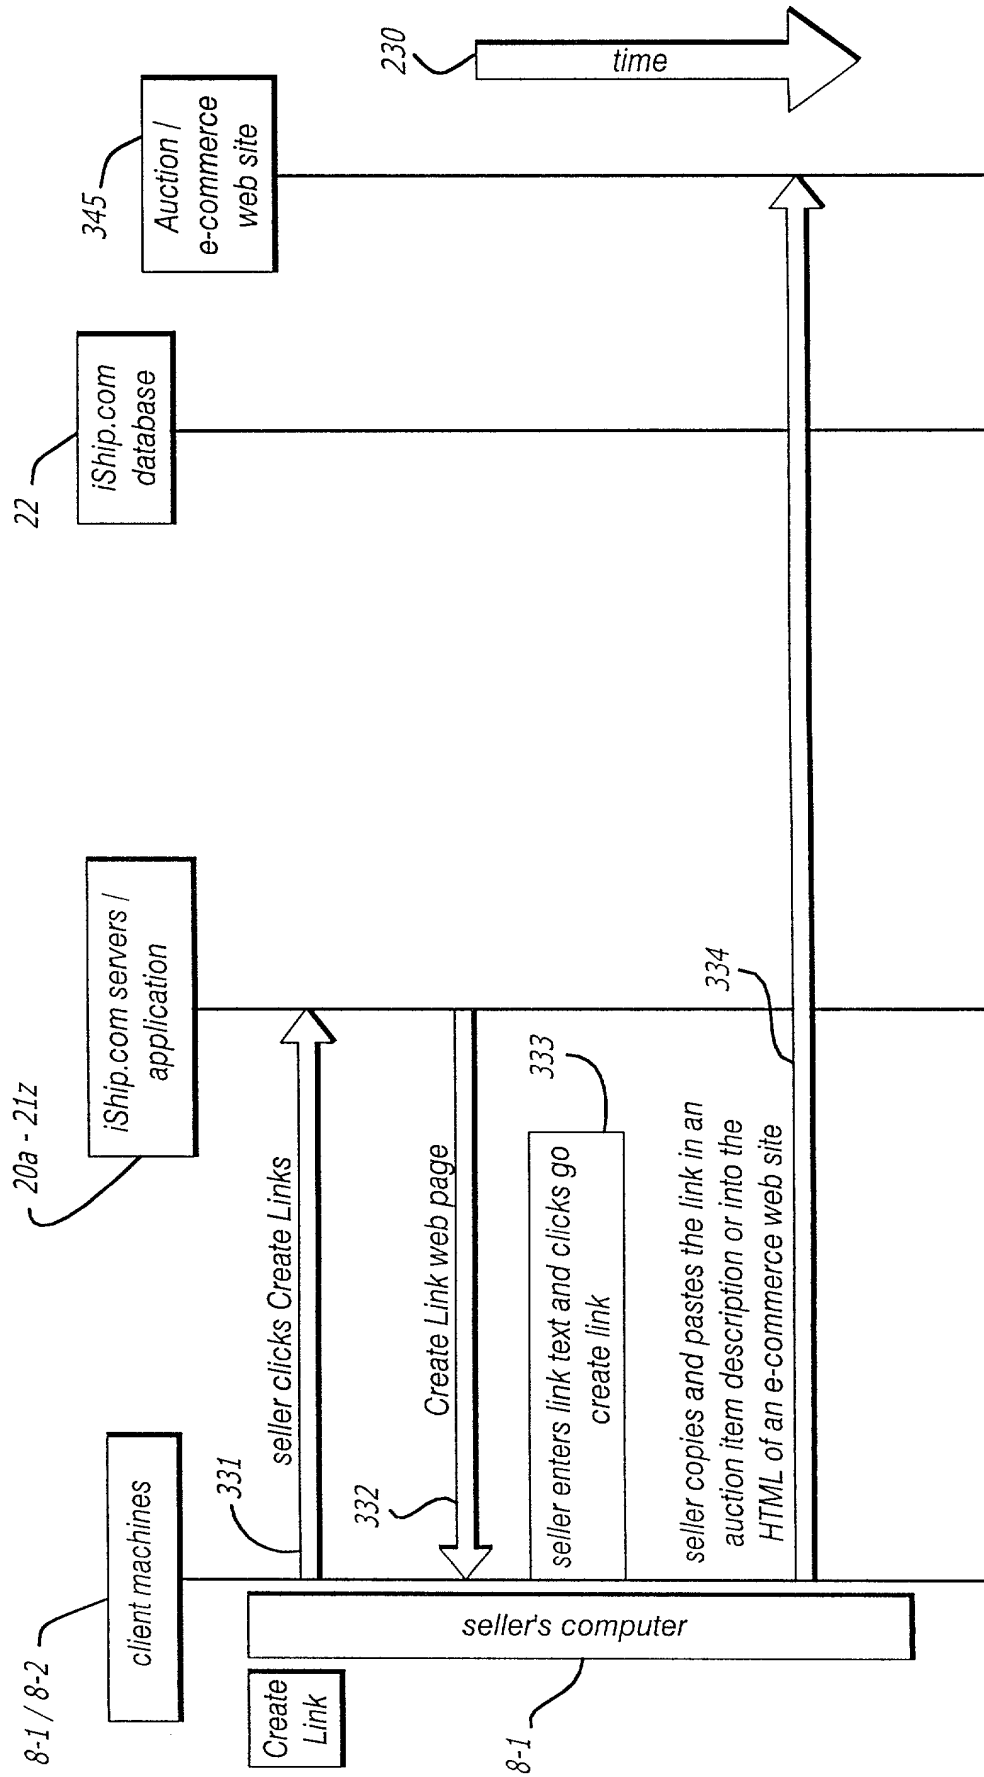 8-1 / 8-2
client machines
20a - 21z
iShip.com servers /
application
22
iShip.com
database
345
Auction /
e-commerce
web site
230
time
Create
Link
8-1
seller's computer
331
seller clicks Create Links
332
Create Link web page
333
seller enters link text and clicks go
create link
334
seller copies and pastes the link in an
auction item description or into the
HTML of an e-commerce web site